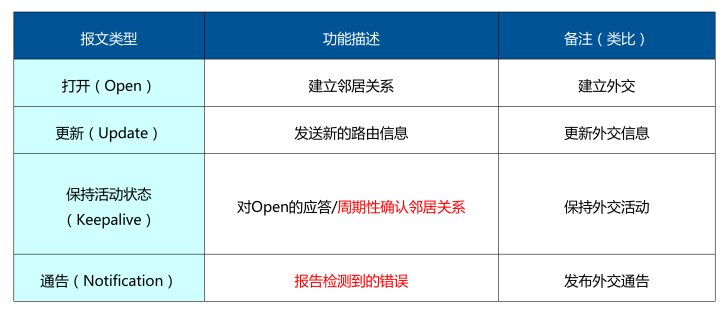 报文类型 功能描述 备注（类比）
打开（Open） 建立邻居关系 建立外交
更新（Update） 发送新的路由信息 更新外交信息
保持活动状态
（Keepalive） 对Open的应答/周期性确认邻居关系 保持外交活动
通告（Notification） 报告检测到的错误 发布外交通告